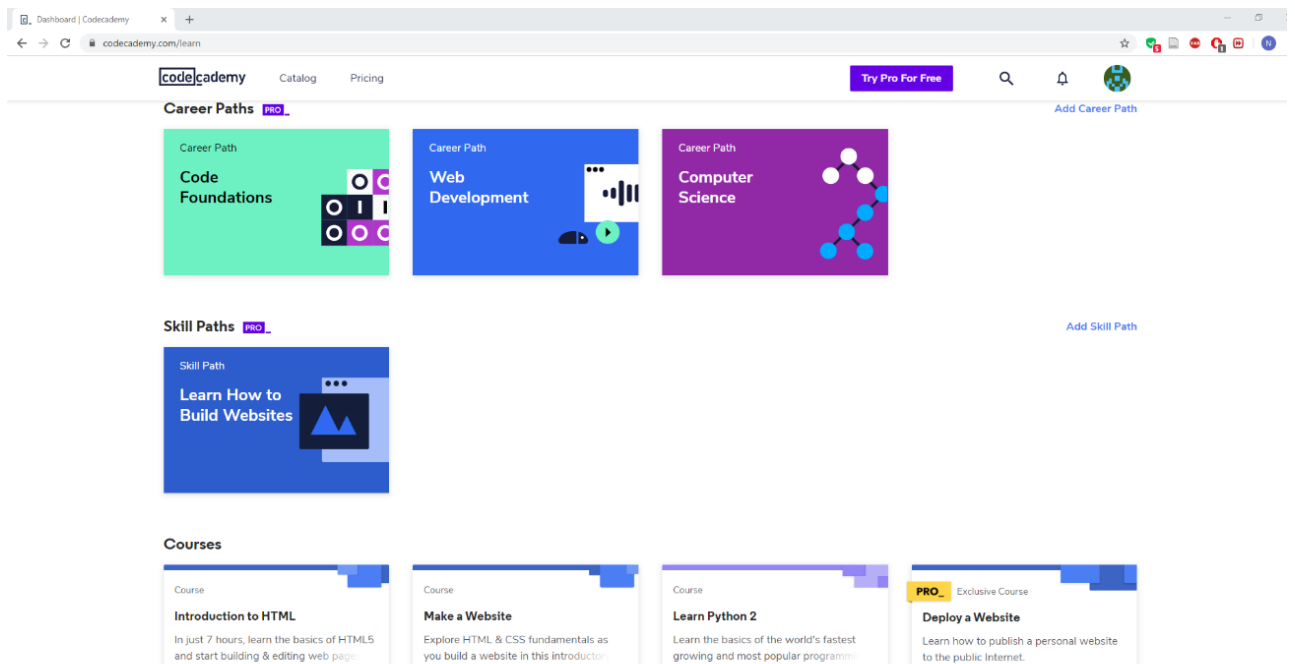 Dashboard | Codecademy
codecademy.com/learn
codecademy Catalog Pricing Try Pro For Free
Career Paths PRO_ Add Career Path
Career Path
Code
Foundations
Career Path
Web
Development
Career Path
Computer
Science
Skill Paths PRO_ Add Skill Path
Skill Path
Learn How to
Build Websites
Courses
Course
Introduction to HTML
In just 7 hours, learn the basics of HTML5
and start building & editing web page
Course
Make a Website
Explore HTML & CSS fundamentals as
you build a website in this introductor
Course
Learn Python 2
Learn the basics of the world's fastest
growing and most popular programmi
PRO_ Exclusive Course
Deploy a Website
Learn how to publish a personal website
to the public Internet.